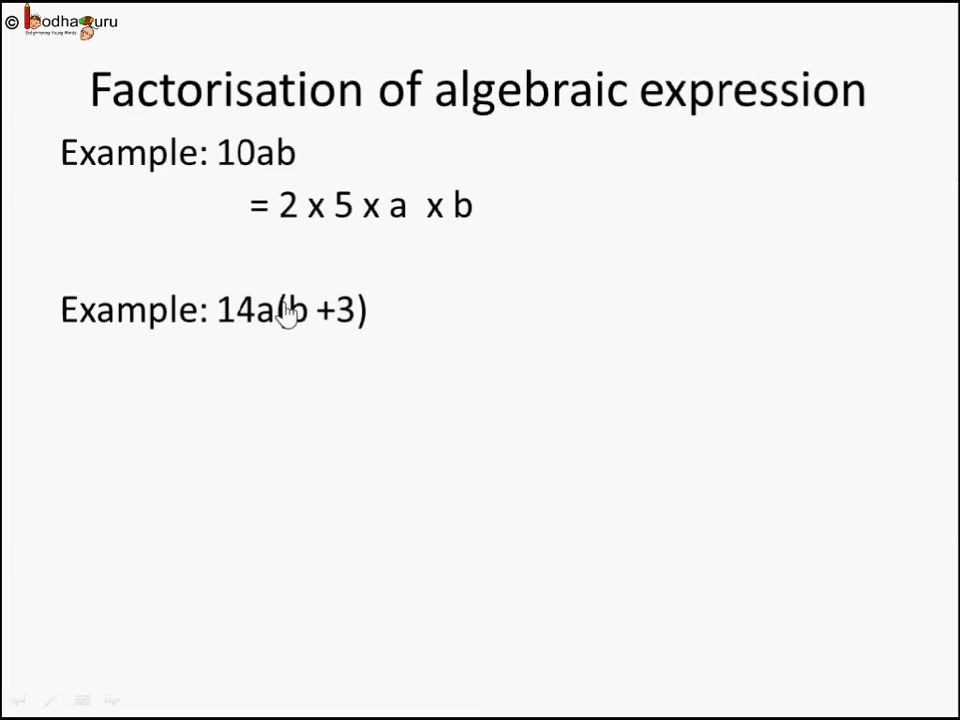 © BodhaGuru
Enlightening Young Minds
Factorisation of algebraic expression
Example: 10ab
= 2 x 5 x a x b
Example: 14a(b +3)